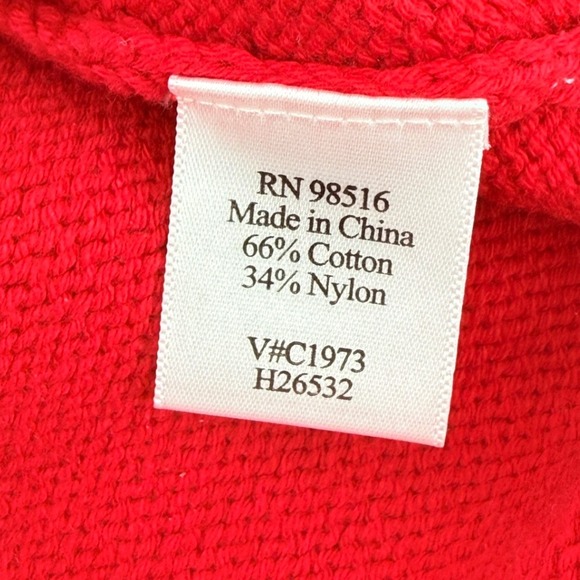 RN 98516
Made in China
66% Cotton
34% Nylon
V#C1973
H26532